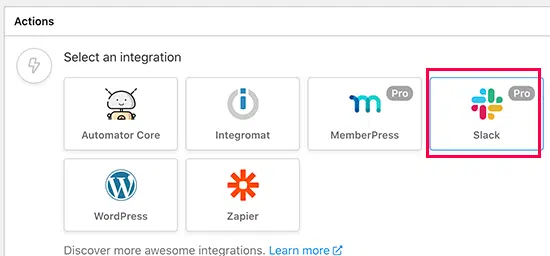 Actions
Select an integration
Pro
Pro
Automator Core
Integromat
MemberPress
Slack
WordPress
Zapier
Discover more awesome integrations. Learn more